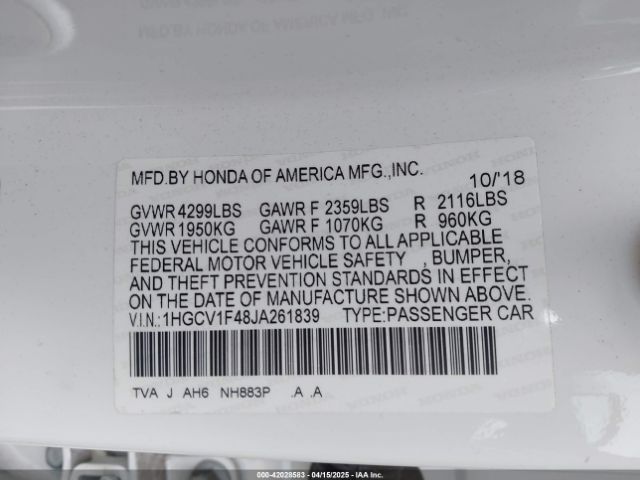 MFD.BY HONDA OF AMERICA MFG.,INC. 10/'18
GVWR 4299LBS GAWR F 2359LBS R 2116LBS
GVWR 1950KG GAWR F 1070KG R 960KG
THIS VEHICLE CONFORMS TO ALL APPLICABLE
FEDERAL MOTOR VEHICLE SAFETY , BUMPER,
AND THEFT PREVENTION STANDARDS IN EFFECT
ON THE DATE OF MANUFACTURE SHOWN ABOVE.
V.I.N.: 1HGCV1F48JA261839 TYPE:PASSENGER CAR
TVA J AH6 NH883P .A .A
000-42028583 — 04/15/2025 — IAA Inc.